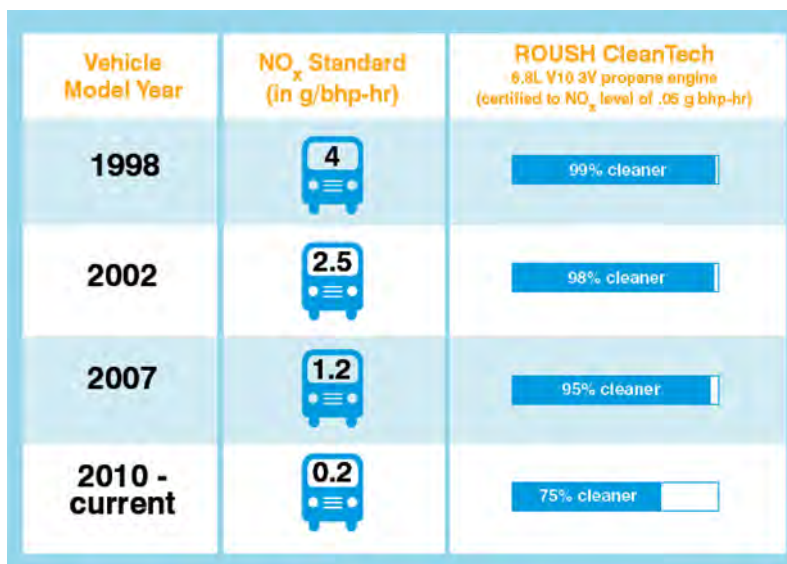 Vehicle
Model Year
NOx Standard
(in g/bhp-hr)
ROUSH CleanTech
6.8L V10 3V propane engine
(certified to NOx level of .05 g bhp-hr)
1998
4
99% cleaner
2002
2.5
98% cleaner
2007
1.2
95% cleaner
2010 -
current
0.2
75% cleaner